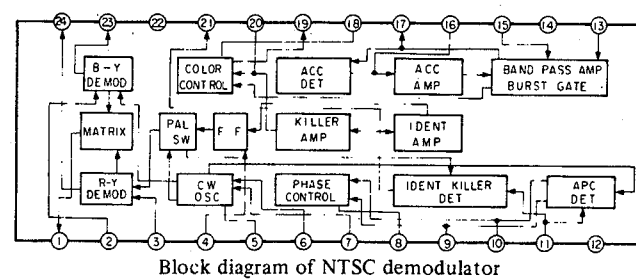 24 23 22 21 20 19 18 17 16 15 14 13
B-Y
DEMOD
COLOR
CONTROL
ACC
DET
ACC
AMP
BAND PASS AMP
BURST GATE
MATRIX
PAL
SW
F F
KILLER
AMP
IDENT
AMP
R-Y
DEMOD
CW
OSC
PHASE
CONTROL
IDENT KILLER
DET
APC
DET
1 2 3 4 5 6 7 8 9 10 11 12
Block diagram of NTSC demodulator